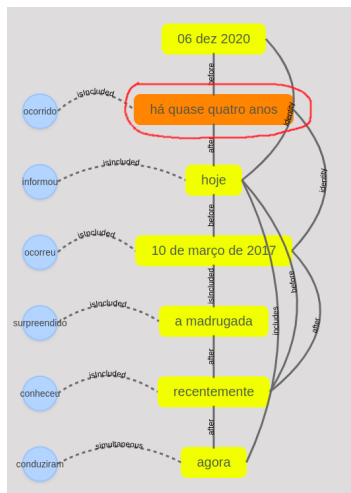 06 dez 2020
before
identity
ocorrido
isIncluded
há quase quatro anos
after
identity
informou
isIncluded
hoje
before
ocorreu
isIncluded
10 de março de 2017
isIncluded
before
includes
after
surpreendido
isIncluded
a madrugada
after
conheceu
isIncluded
recentemente
after
conduziram
simultaneous
agora